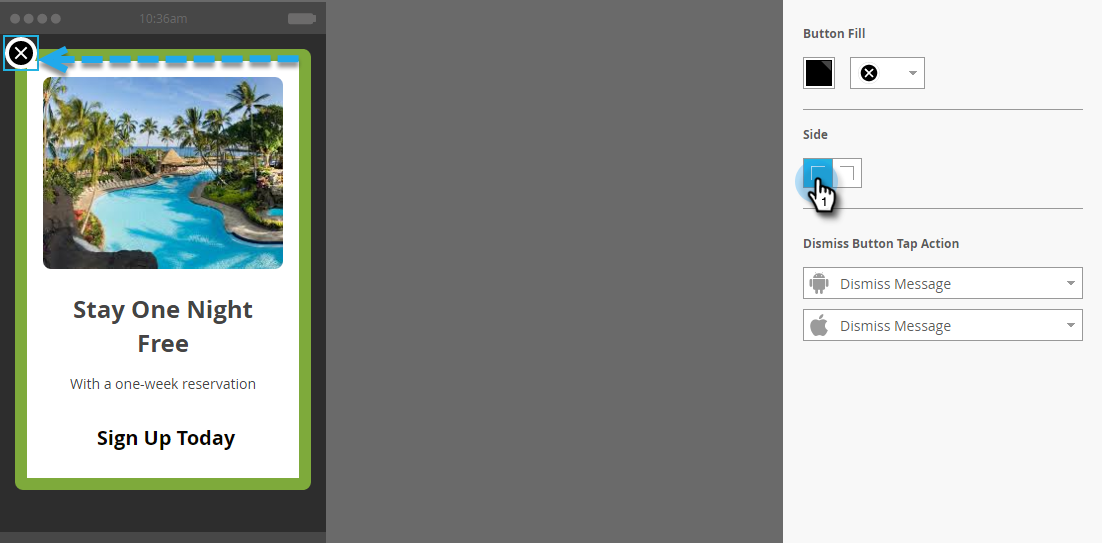 10:36am
Stay One Night
Free
With a one-week reservation
Sign Up Today
Button Fill
Side
1
Dismiss Button Tap Action
Dismiss Message
Dismiss Message